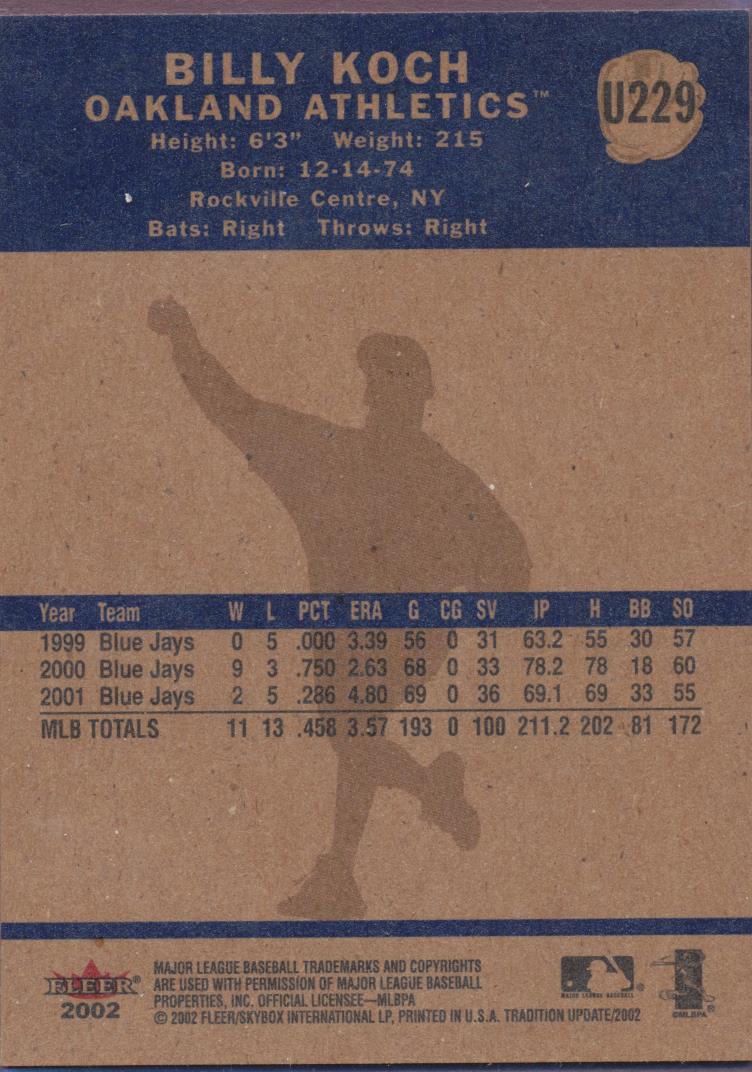 BILLY KOCH
OAKLAND ATHLETICS™
U229
Height: 6'3" Weight: 215
Born: 12-14-74
Rockville Centre, NY
Bats: Right Throws: Right
Year Team W L PCT ERA G CG SV IP H BB SO
1999 Blue Jays 0 5 .000 3.39 56 0 31 63.2 55 30 57
2000 Blue Jays 9 3 .750 2.63 68 0 33 78.2 78 18 60
2001 Blue Jays 2 5 .286 4.80 69 0 36 69.1 69 33 55
MLB TOTALS 11 13 .458 3.57 193 0 100 211.2 202 81 172
FLEER®
2002
MAJOR LEAGUE BASEBALL TRADEMARKS AND COPYRIGHTS
ARE USED WITH PERMISSION OF MAJOR LEAGUE BASEBALL
PROPERTIES, INC. OFFICIAL LICENSEE—MLBPA
© 2002 FLEER/SKYBOX INTERNATIONAL LP, PRINTED IN U.S.A. TRADITION UPDATE/2002
MAJOR LEAGUE BASEBALL
©MLBPA